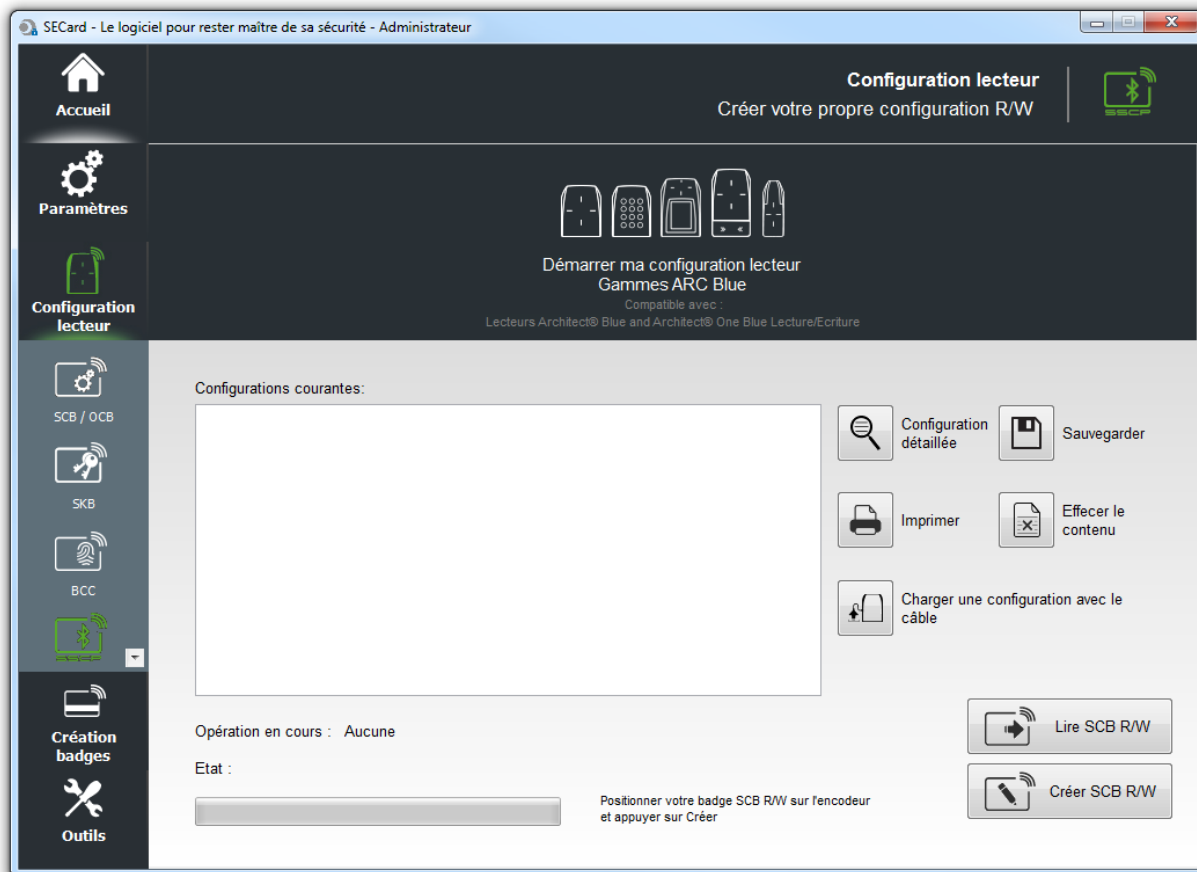 SECard - Le logiciel pour rester maître de sa sécurité - Administrateur
Accueil
Configuration lecteur
Créer votre propre configuration R/W
SSCP
Paramètres
Démarrer ma configuration lecteur
Gammes ARC Blue
Compatible avec :
Lecteurs Architect® Blue and Architect® One Blue Lecture/Ecriture
Configuration
lecteur
SCB / OCB
SKB
BCC
SSCP
Création
badges
Outils
Configurations courantes:
Configuration
détaillée
Sauvegarder
Imprimer
Effecer le
contenu
Charger une configuration avec le
câble
Opération en cours : Aucune
Etat :
Positionner votre badge SCB R/W sur l'encodeur
et appuyer sur Créer
Lire SCB R/W
Créer SCB R/W